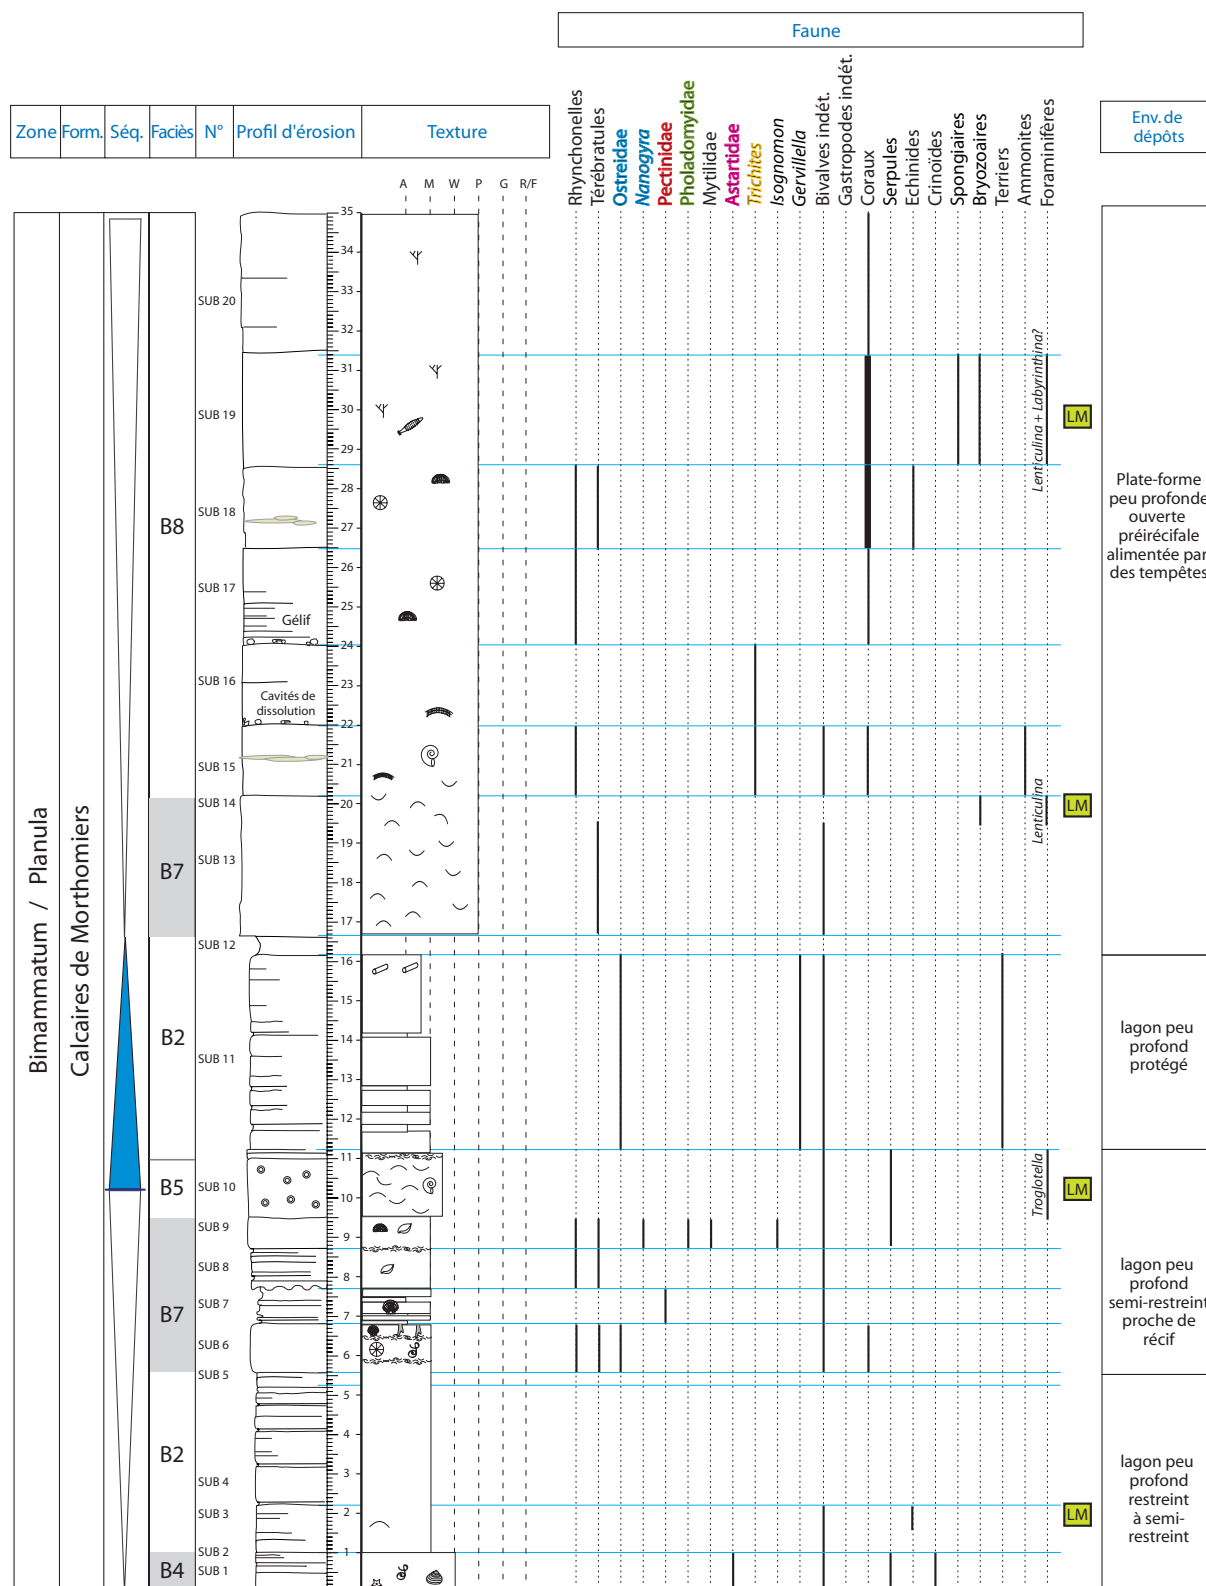 Faune
Zone Form. Séq. Faciès N° Profil d'érosion Texture
Rhynchonelles
Térébratules
Ostreidae
Nanogyra
Pectinidae
Pholadomyidae
Mytilidae
Astartidae
Trichites
Isognomon
Gervillella
Bivalves indét.
Gastropodes indét.
Coraux
Serpules
Echinides
Crinoïdes
Spongiaires
Bryozoaires
Terriers
Ammonites
Foraminifères
Env. de
dépôts
A M W P G R/F
Bimammatum / Planula
Calcaires de Morthomiers
B8
B7
B2
B5
B7
B2
B4
SUB 20
SUB 19
SUB 18
SUB 17
SUB 16
SUB 15
SUB 14
SUB 13
SUB 12
SUB 11
SUB 10
SUB 9
SUB 8
SUB 7
SUB 6
SUB 5
SUB 4
SUB 3
SUB 2
SUB 1
Gélif
Cavités de
dissolution
35
34
33
32
31
30
29
28
27
26
25
24
23
22
21
20
19
18
17
16
15
14
13
12
11
10
9
8
7
6
5
4
3
2
1
Lenticulina + Labyrinthina?
Lenticulina
Troglotella
LM
LM
LM
LM
Plate-forme
peu profonde
ouverte
prérirécifale
alimentée par
des tempêtes
lagon peu
profond
protégé
lagon peu
profond
semi-restreint
proche de
récif
lagon peu
profond
restreint
à semi-
restreint